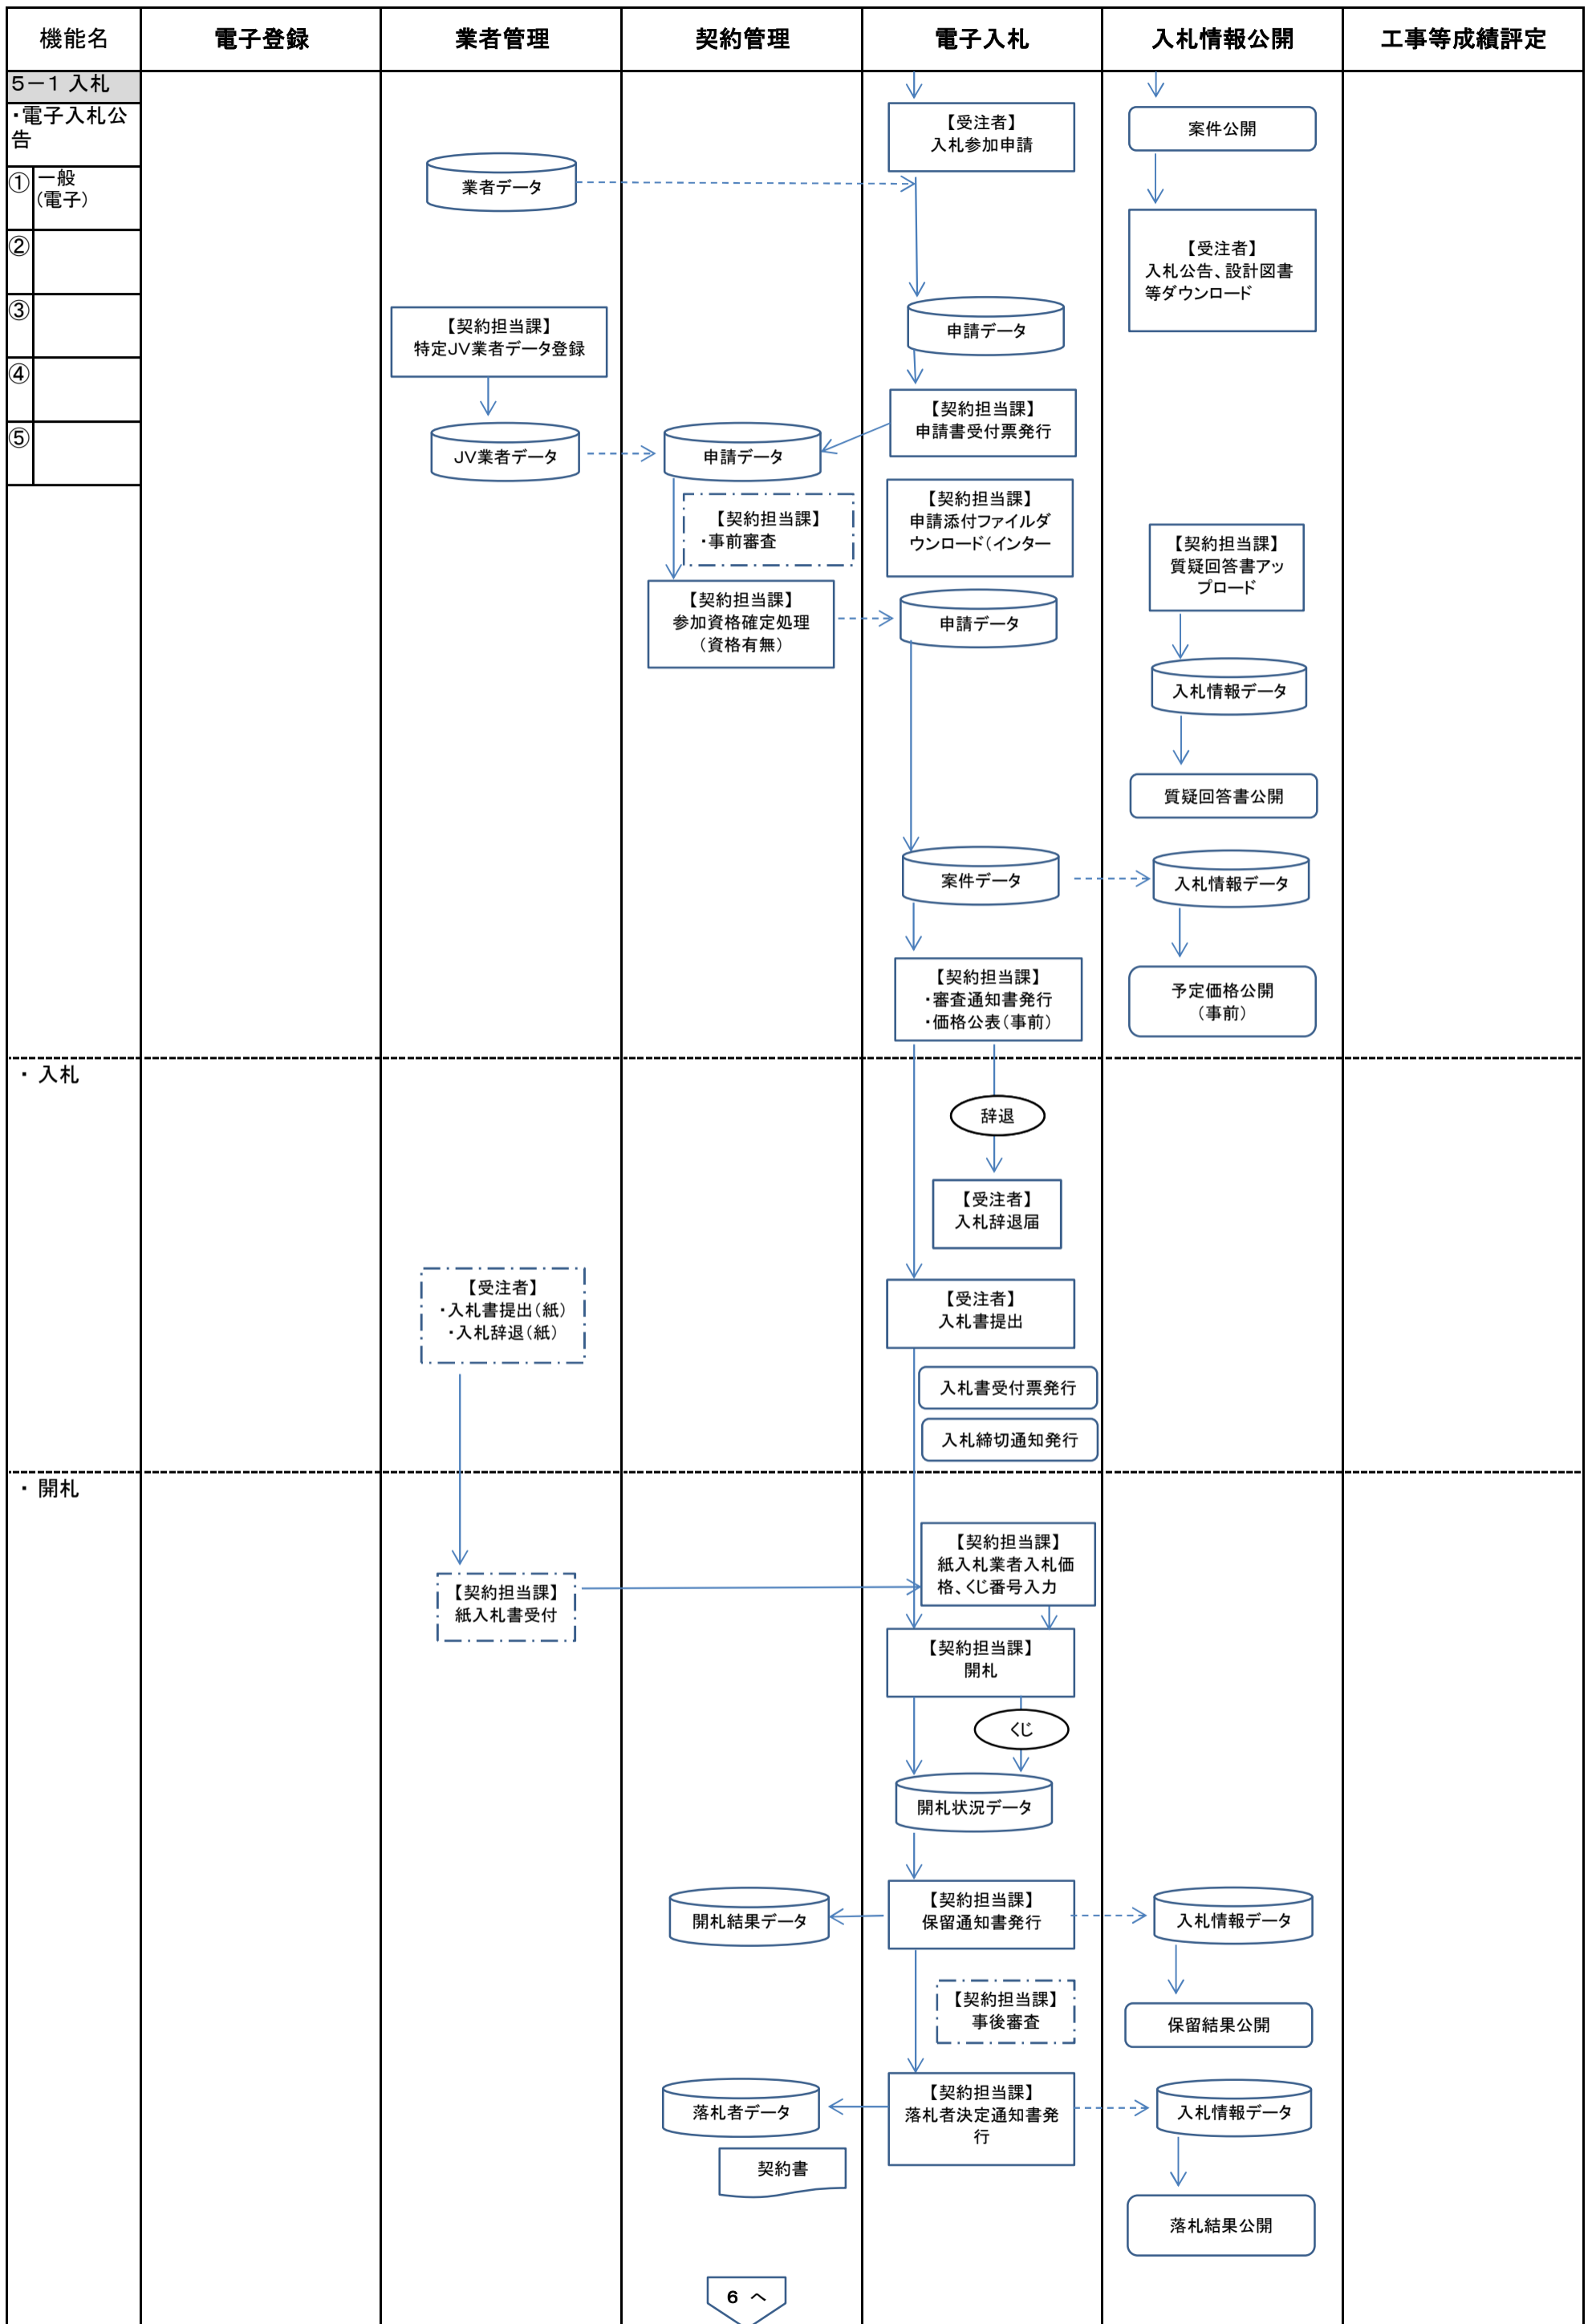 機能名
電子登録
業者管理
契約管理
電子入札
入札情報公開
工事等成績評定
5－1 入札
・電子入札公
告
① 一般
（電子）
②
③
④
⑤
【受注者】
入札参加申請
案件公開
業者データ
【受注者】
入札公告、設計図書
等ダウンロード
【契約担当課】
特定JV業者データ登録
申請データ
【契約担当課】
申請書受付票発行
JV業者データ
申請データ
【契約担当課】
・事前審査
【契約担当課】
申請添付ファイルダ
ウンロード（インター
【契約担当課】
質疑回答書アッ
プロード
【契約担当課】
参加資格確定処理
（資格有無）
申請データ
入札情報データ
質疑回答書公開
案件データ
入札情報データ
【契約担当課】
・審査通知書発行
・価格公表（事前）
予定価格公開
（事前）
・ 入札
辞退
【受注者】
入札辞退届
【受注者】
・入札書提出（紙）
・入札辞退（紙）
【受注者】
入札書提出
入札書受付票発行
入札締切通知発行
・ 開札
【契約担当課】
紙入札業者入札価
格、くじ番号入力
【契約担当課】
紙入札書受付
【契約担当課】
開札
くじ
開札状況データ
開札結果データ
【契約担当課】
保留通知書発行
入札情報データ
【契約担当課】
事後審査
保留結果公開
落札者データ
【契約担当課】
落札者決定通知書発
行
入札情報データ
契約書
落札結果公開
6 へ